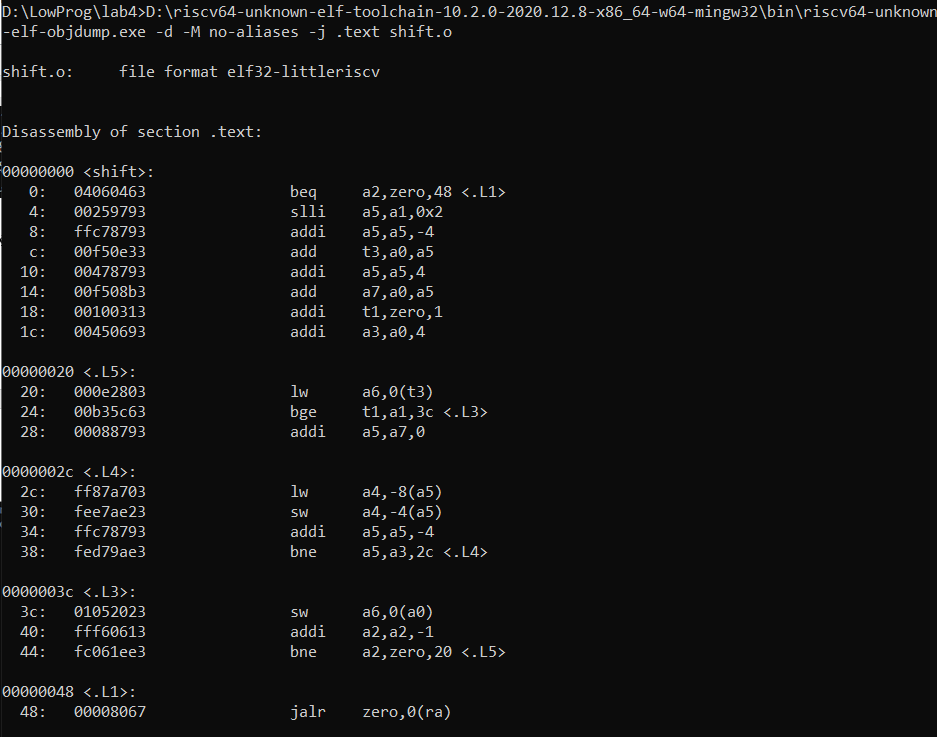 D:\LowProg\lab4>D:\riscv64-unknown-elf-toolchain-10.2.0-2020.12.8-x86_64-w64-mingw32\bin\riscv64-unknown
-elf-objdump.exe -d -M no-aliases -j .text shift.o
shift.o:     file format elf32-littleriscv
Disassembly of section .text:
00000000 <shift>:
   0:   04060463                beq     a2,zero,48 <.L1>
   4:   00259793                slli    a5,a1,0x2
   8:   ffc78793                addi    a5,a5,-4
   c:   00f50e33                add     t3,a0,a5
  10:   00478793                addi    a5,a5,4
  14:   00f508b3                add     a7,a0,a5
  18:   00100313                addi    t1,zero,1
  1c:   00450693                addi    a3,a0,4
00000020 <.L5>:
  20:   000e2803                lw      a6,0(t3)
  24:   00b35c63                bge     t1,a1,3c <.L3>
  28:   00088793                addi    a5,a7,0
0000002c <.L4>:
  2c:   ff87a703                lw      a4,-8(a5)
  30:   fee7ae23                sw      a4,-4(a5)
  34:   ffc78793                addi    a5,a5,-4
  38:   fed79ae3                bne     a5,a3,2c <.L4>
0000003c <.L3>:
  3c:   01052023                sw      a6,0(a0)
  40:   fff60613                addi    a2,a2,-1
  44:   fc061ee3                bne     a2,zero,20 <.L5>
00000048 <.L1>:
  48:   00008067                jalr    zero,0(ra)